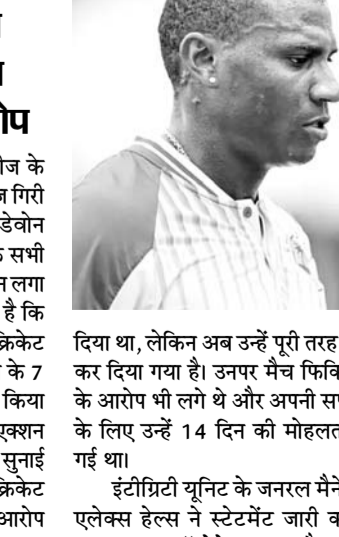 ीज के
गिरी
डेवोन
सभी
लगा
है कि
क्रिकेट
के 7
किया
एक्शन
सुनाई
क्रिकेट
आरोप
दिया था, लेकिन अब उन्हें पूरी तरह
कर दिया गया है। उनपर मैच फिक्
के आरोप भी लगे थे और अपनी
के लिए उन्हें 14 दिन की मोहलत
गई था।
इंटीग्रिटी यूनिट के जनरल मैने
एलेक्स हेल्स ने स्टेटमेंट जारी